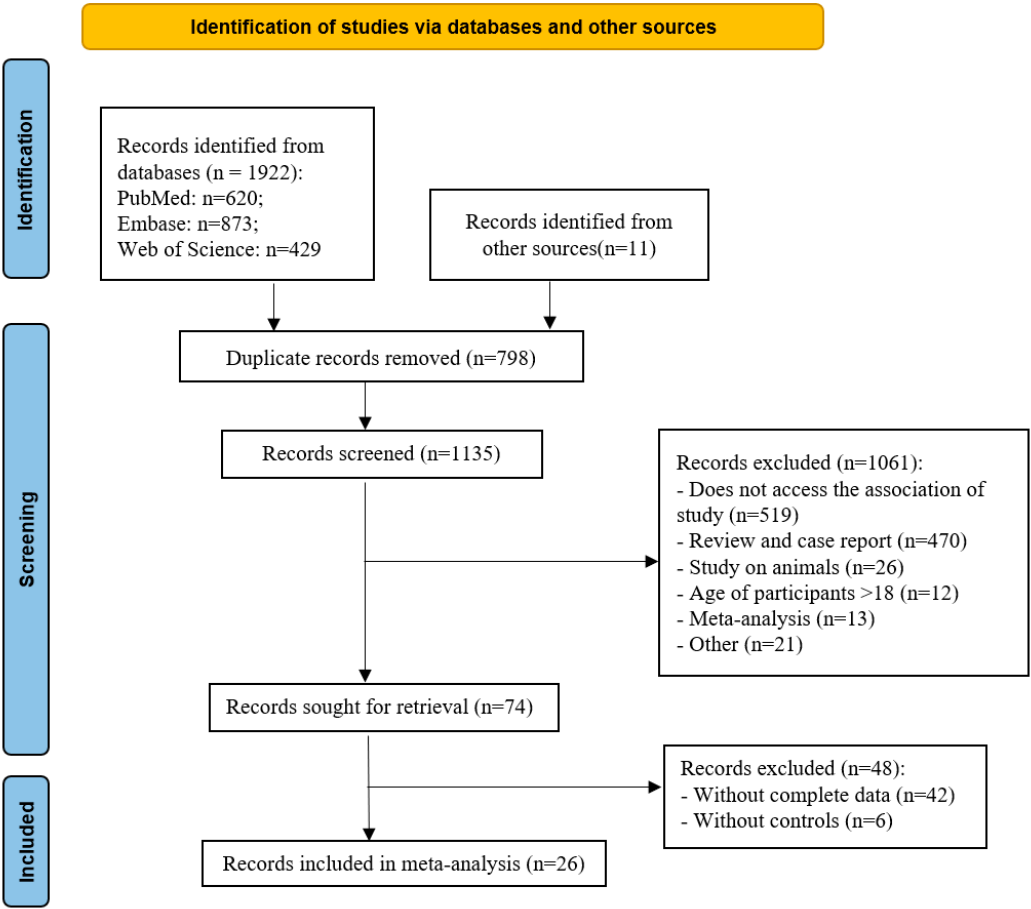 Identification of studies via databases and other sources
Identification
Records identified from
databases (n = 1922):
PubMed: n=620;
Embase: n=873;
Web of Science: n=429
Records identified from
other sources(n=11)
Screening
Duplicate records removed (n=798)
Records screened (n=1135)
Records excluded (n=1061):
- Does not access the association of
study (n=519)
- Review and case report (n=470)
- Study on animals (n=26)
- Age of participants >18 (n=12)
- Meta-analysis (n=13)
- Other (n=21)
Records sought for retrieval (n=74)
Records excluded (n=48):
- Without complete data (n=42)
- Without controls (n=6)
Included
Records included in meta-analysis (n=26)